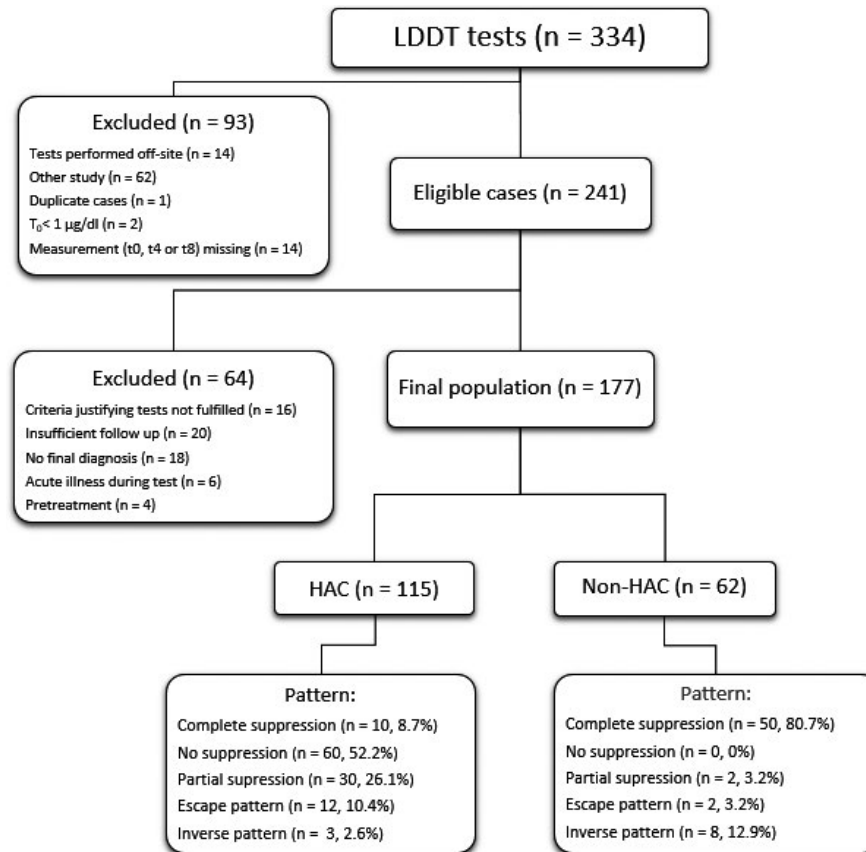 LDDT tests (n = 334)
Excluded (n = 93)
Tests performed off-site (n = 14)
Other study (n = 62)
Duplicate cases (n = 1)
T₀< 1 µg/dl (n = 2)
Measurement (t0, t4 or t8) missing (n = 14)
Eligible cases (n = 241)
Excluded (n = 64)
Criteria justifying tests not fulfilled (n = 16)
Insufficient follow up (n = 20)
No final diagnosis (n = 18)
Acute illness during test (n = 6)
Pretreatment (n = 4)
Final population (n = 177)
HAC (n = 115)
Non-HAC (n = 62)
Pattern:
Complete suppression (n = 10, 8.7%)
No suppression (n = 60, 52.2%)
Partial supression (n = 30, 26.1%)
Escape pattern (n = 12, 10.4%)
Inverse pattern (n = 3, 2.6%)
Pattern:
Complete suppression (n = 50, 80.7%)
No suppression (n = 0, 0%)
Partial supression (n = 2, 3.2%)
Escape pattern (n = 2, 3.2%)
Inverse pattern (n = 8, 12.9%)